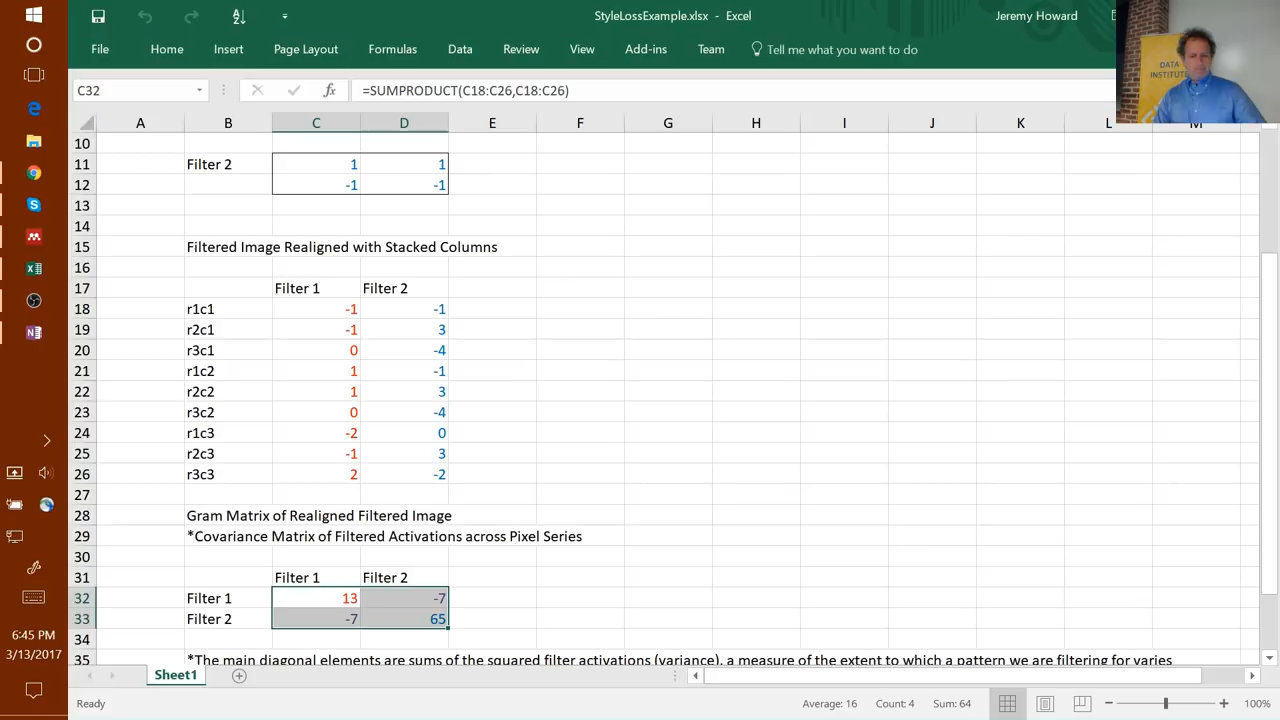 StyleLossExample.xlsx - Excel
Jeremy Howard
File Home Insert Page Layout Formulas Data Review View Add-ins Team Tell me what you want to do
DATA
INSTITUTE
C32 fx =SUMPRODUCT(C18:C26,C18:C26)
A B C D E F G H I J K L M
10
11 Filter 2 1 1
12 -1 -1
13
14
15 Filtered Image Realigned with Stacked Columns
16
17 Filter 1 Filter 2
18 r1c1 -1 -1
19 r2c1 -1 3
20 r3c1 0 -4
21 r1c2 1 -1
22 r2c2 1 3
23 r3c2 0 -4
24 r1c3 -2 0
25 r2c3 -1 3
26 r3c3 2 -2
27
28 Gram Matrix of Realigned Filtered Image
29 *Covariance Matrix of Filtered Activations across Pixel Series
30
31 Filter 1 Filter 2
32 Filter 1 13 -7
33 Filter 2 -7 65
34
35 *The main diagonal elements are sums of the squared filter activations (variance), a measure of the extent to which a pattern we are filtering for varies
6:45 PM
3/13/2017
Sheet1
Ready Average: 16 Count: 4 Sum: 64 100%